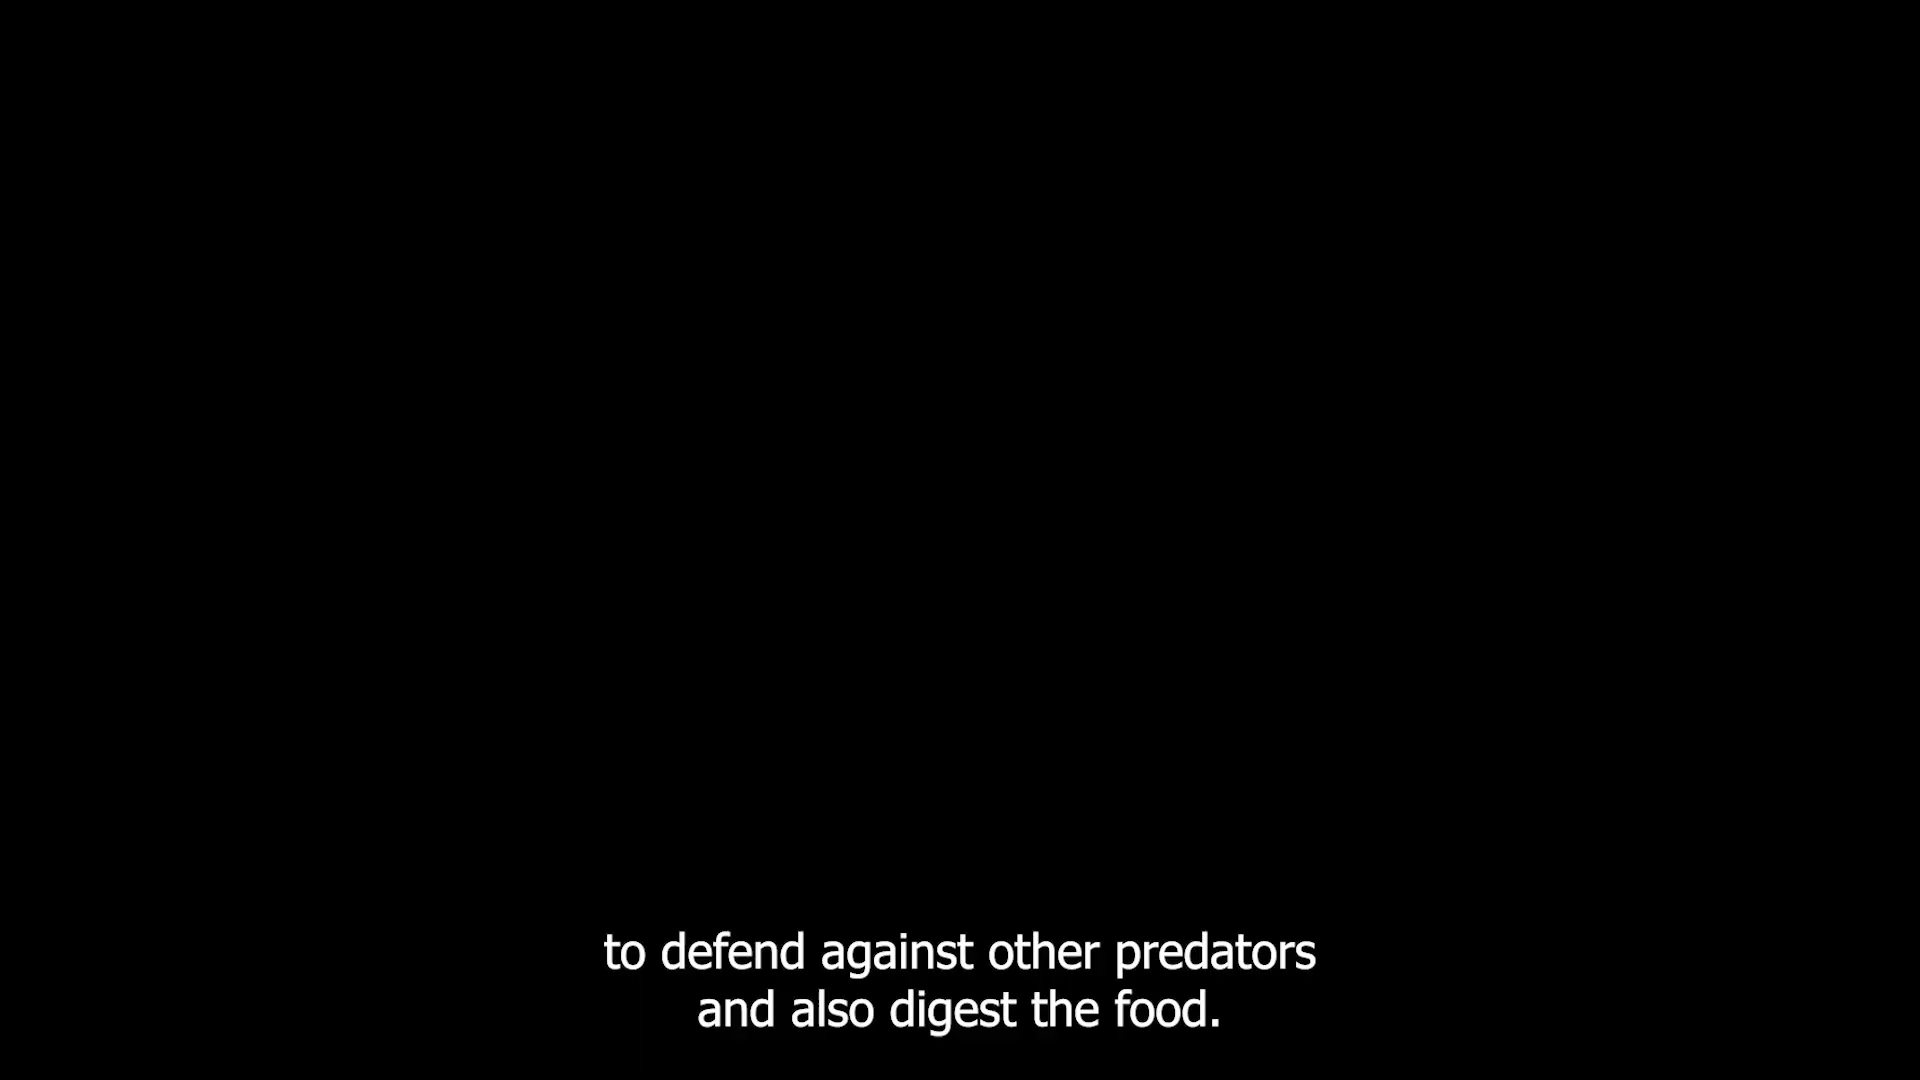 to defend against other predators
and also digest the food.